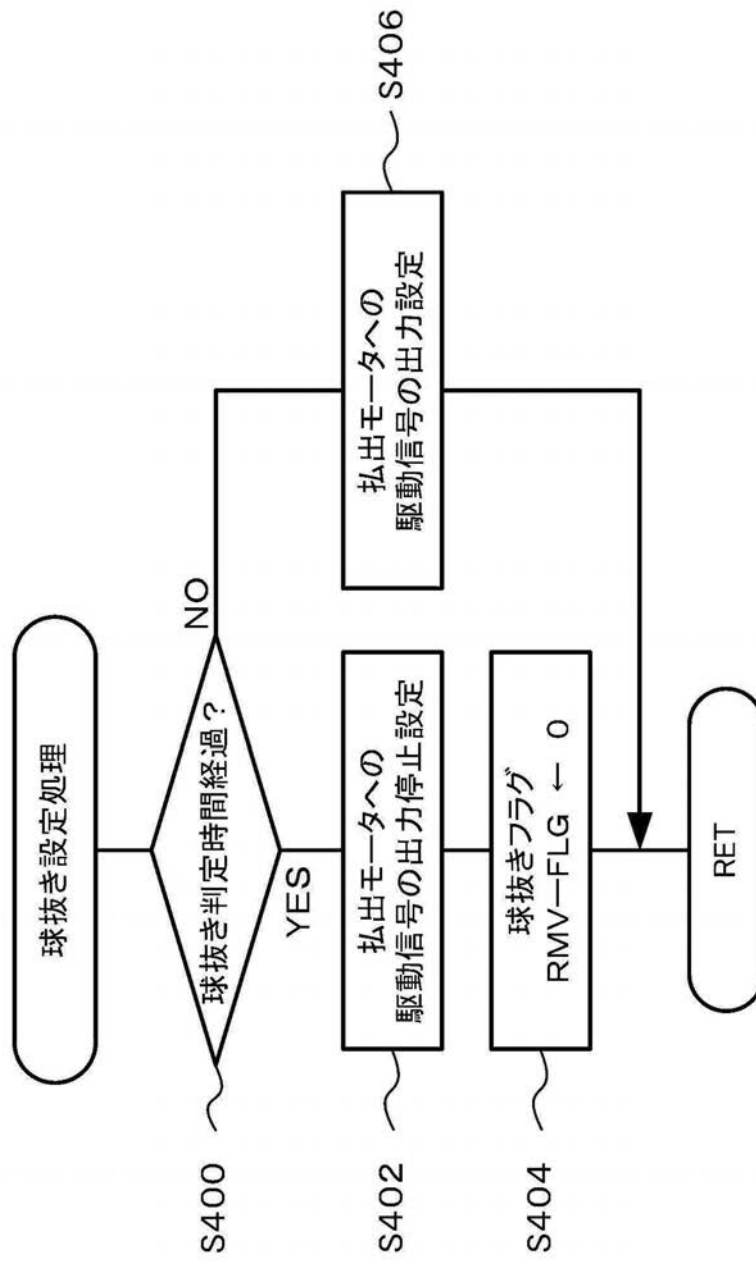 球抜き設定処理
S400
球抜き判定時間経過?
NO
YES
S402
払出モータへの
駆動信号の出力停止設定
払出モータへの
駆動信号の出力設定
S406
S404
球抜きフラグ
RMV－FLG ← 0
RET